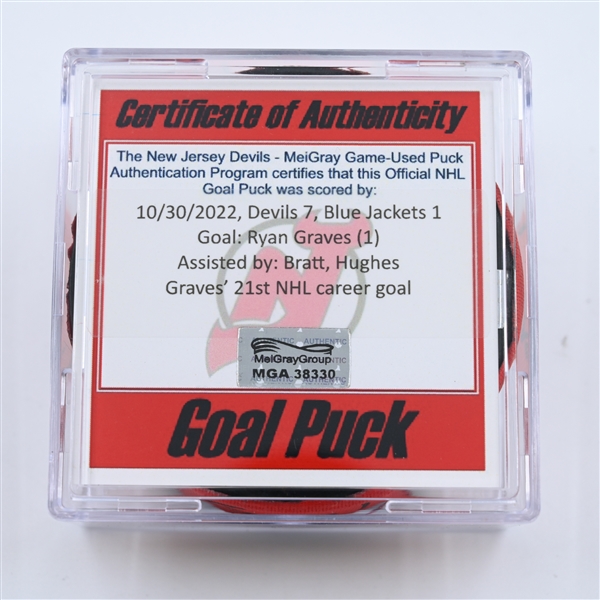 Certificate of Authenticity
The New Jersey Devils - MeiGray Game-Used Puck
Authentication Program certifies that this Official NHL
Goal Puck was scored by:
10/30/2022, Devils 7, Blue Jackets 1
Goal: Ryan Graves (1)
Assisted by: Bratt, Hughes
Graves’ 21st NHL career goal
AUTHENTIC
MeiGrayGroup
MGA 38330
Goal Puck